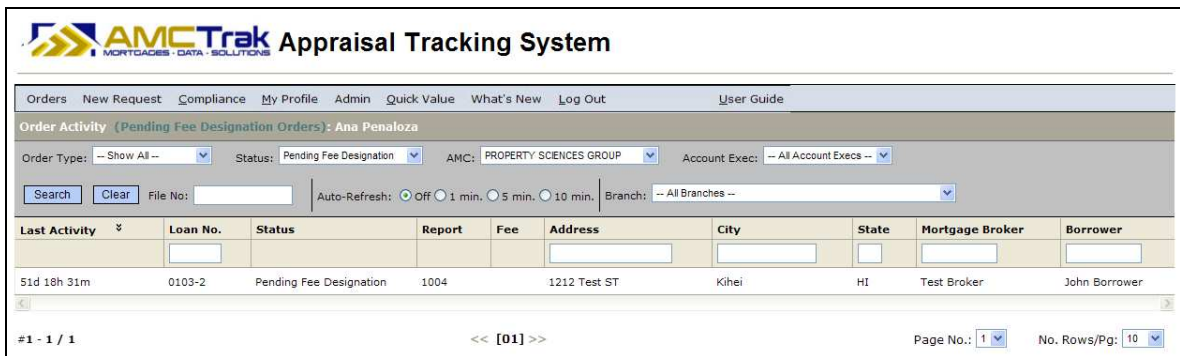 AMCTrak Appraisal Tracking System
MORTGAGES - DATA - SOLUTIONS
Orders New Request Compliance My Profile Admin Quick Value What's New Log Out User Guide
Order Activity (Pending Fee Designation Orders): Ana Penaloza
Order Type: -- Show All -- Status: Pending Fee Designation AMC: PROPERTY SCIENCES GROUP Account Exec: -- All Account Execs --
Search Clear File No: Auto-Refresh: Off 1 min. 5 min. 10 min. Branch: -- All Branches --
Last Activity Loan No. Status Report Fee Address City State Mortgage Broker Borrower
51d 18h 31m 0103-2 Pending Fee Designation 1004 1212 Test ST Kihei HI Test Broker John Borrower
#1 - 1 / 1 << [01] >> Page No.: 1 No. Rows/Pg: 10